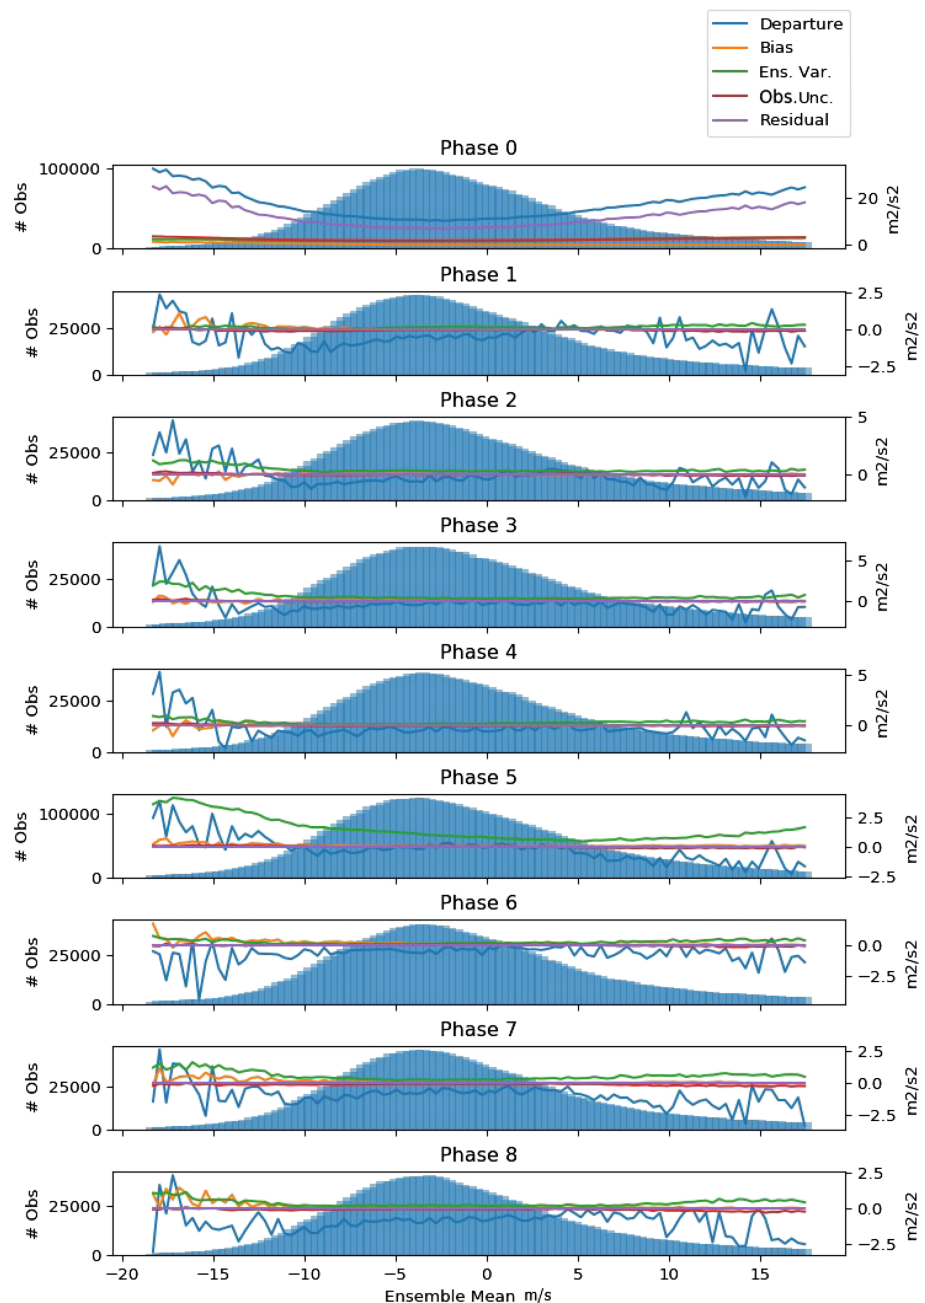 Departure
Bias
Ens. Var.
Obs.Unc.
Residual
Phase 0
100000
50000
0
# Obs
20
0
m2/s2
Phase 1
25000
0
# Obs
2.5
0.0
−2.5
m2/s2
Phase 2
25000
0
# Obs
5
0
m2/s2
Phase 3
25000
0
# Obs
5
0
m2/s2
Phase 4
25000
0
# Obs
5
0
m2/s2
Phase 5
100000
0
# Obs
2.5
0.0
−2.5
m2/s2
Phase 6
25000
0
# Obs
0.0
−2.5
m2/s2
Phase 7
25000
0
# Obs
2.5
0.0
−2.5
m2/s2
Phase 8
25000
0
# Obs
2.5
0.0
−2.5
m2/s2
−20 −15 −10 −5 0 5 10 15
Ensemble Mean m/s